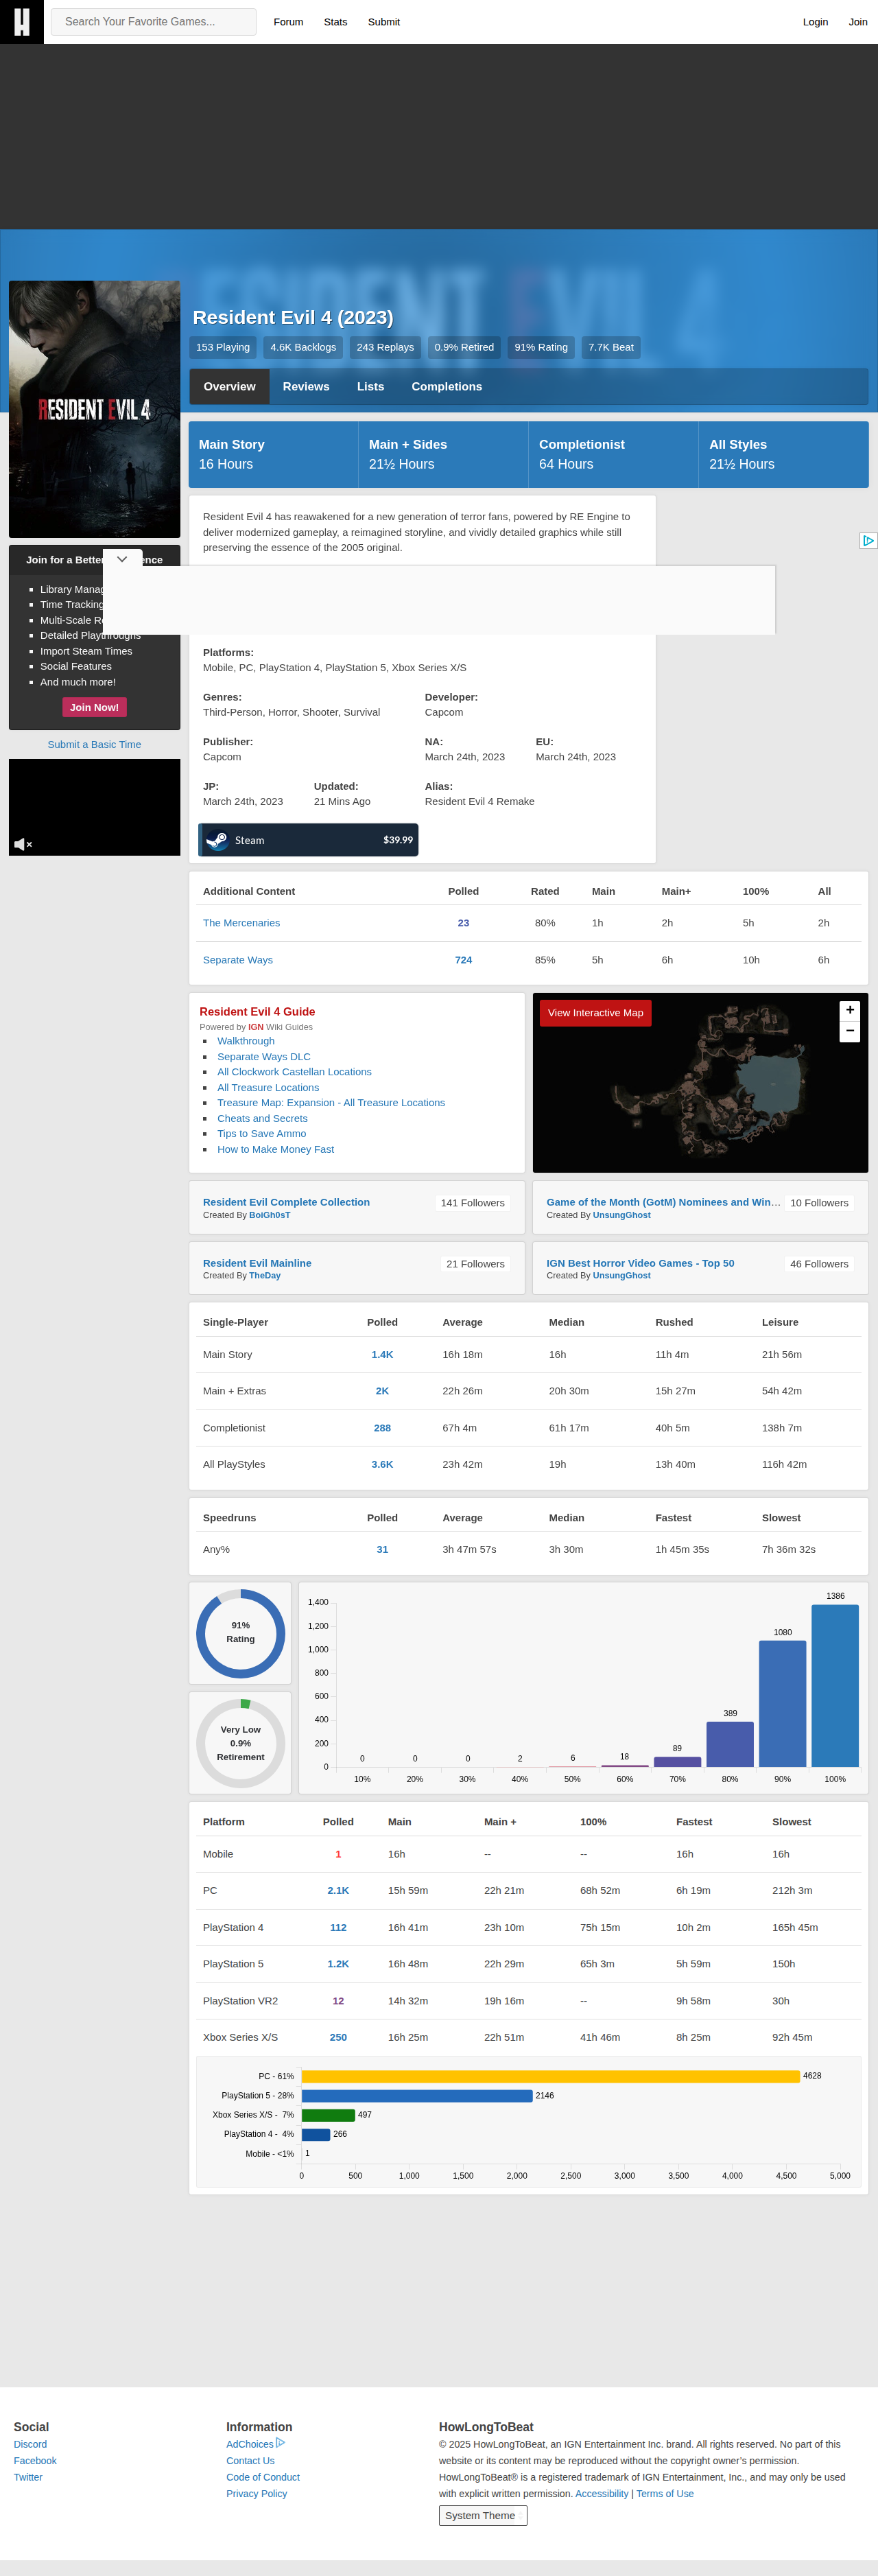 Search Your Favorite Games...
Forum
Stats
Submit
Login
Join
RESIDENT EVIL 4
Resident Evil 4 (2023)
153 Playing
4.6K Backlogs
243 Replays
0.9% Retired
91% Rating
7.7K Beat
Overview
Reviews
Lists
Completions
RESIDENT EVIL 4
Main Story
16 Hours
Main + Sides
21½ Hours
Completionist
64 Hours
All Styles
21½ Hours
Resident Evil 4 has reawakened for a new generation of terror fans, powered by RE Engine to
deliver modernized gameplay, a reimagined storyline, and vividly detailed graphics while still
preserving the essence of the 2005 original.
Join for a Better
Time Tracking
Detailed Playthroughs
Import Steam Times
Social Features
And much more!
Join Now!
Submit a Basic Time
Platforms:
Mobile, PC, PlayStation 4, PlayStation 5, Xbox Series X/S
Genres:
Third-Person, Horror, Shooter, Survival
Developer:
Capcom
Publisher:
Capcom
NA:
March 24th, 2023
EU:
March 24th, 2023
JP:
March 24th, 2023
Updated:
21 Mins Ago
Alias:
Resident Evil 4 Remake
Steam $39.99
Additional Content Polled Rated Main Main+ 100% All
The Mercenaries 23 80% 1h 2h 5h 2h
Separate Ways 724 85% 5h 6h 10h 6h
Resident Evil 4 Guide
Powered by IGN Wiki Guides
Walkthrough
Separate Ways DLC
All Clockwork Castellan Locations
All Treasure Locations
Treasure Map: Expansion - All Treasure Locations
Cheats and Secrets
Tips to Save Ammo
How to Make Money Fast
View Interactive Map
+
−
Resident Evil Complete Collection
Created By BoiGh0sT
141 Followers
Game of the Month (GotM) Nominees and Win…
Created By UnsungGhost
10 Followers
Resident Evil Mainline
Created By TheDay
21 Followers
IGN Best Horror Video Games - Top 50
Created By UnsungGhost
46 Followers
Single-Player Polled Average Median Rushed Leisure
Main Story 1.4K 16h 18m 16h 11h 4m 21h 56m
Main + Extras 2K 22h 26m 20h 30m 15h 27m 54h 42m
Completionist 288 67h 4m 61h 17m 40h 5m 138h 7m
All PlayStyles 3.6K 23h 42m 19h 13h 40m 116h 42m
Speedruns Polled Average Median Fastest Slowest
Any% 31 3h 47m 57s 3h 30m 1h 45m 35s 7h 36m 32s
91%
Rating
Very Low
0.9%
Retirement
1,400
1,200
1,000
800
600
400
200
0
0 0 0 2 6 18 89 389 1080 1386
10% 20% 30% 40% 50% 60% 70% 80% 90% 100%
Platform Polled Main Main + 100% Fastest Slowest
Mobile 1 16h -- -- 16h 16h
PC 2.1K 15h 59m 22h 21m 68h 52m 6h 19m 212h 3m
PlayStation 4 112 16h 41m 23h 10m 75h 15m 10h 2m 165h 45m
PlayStation 5 1.2K 16h 48m 22h 29m 65h 3m 5h 59m 150h
PlayStation VR2 12 14h 32m 19h 16m -- 9h 58m 30h
Xbox Series X/S 250 16h 25m 22h 51m 41h 46m 8h 25m 92h 45m
PC - 61% 4628
PlayStation 5 - 28% 2146
Xbox Series X/S - 7% 497
PlayStation 4 - 4% 266
Mobile - <1% 1
0 500 1,000 1,500 2,000 2,500 3,000 3,500 4,000 4,500 5,000
Social
Discord
Facebook
Twitter
Information
AdChoices
Contact Us
Code of Conduct
Privacy Policy
HowLongToBeat
© 2025 HowLongToBeat, an IGN Entertainment Inc. brand. All rights reserved. No part of this
website or its content may be reproduced without the copyright owner's permission.
HowLongToBeat® is a registered trademark of IGN Entertainment, Inc., and may only be used
with explicit written permission. Accessibility | Terms of Use
System Theme